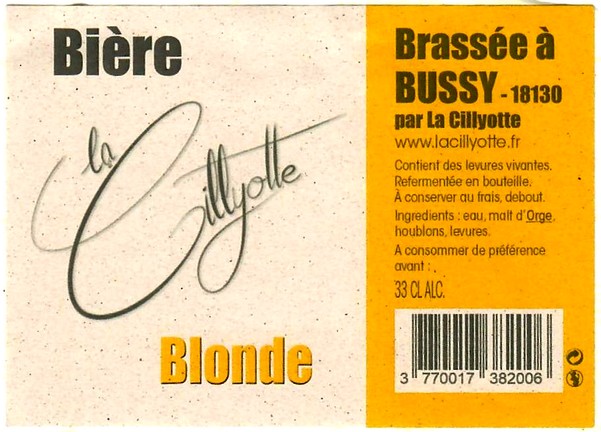 Bière
la Cillyotte
Blonde
Brassée à
BUSSY - 18130
par La Cillyotte
www.lacillyotte.fr
Contient des levures vivantes.
Refermentée en bouteille.
À conserver au frais, debout.
Ingredients : eau, malt d'Orge,
houblons, levures.
A consommer de préférence
avant : .
33 CL ALC.
3 770017 382006